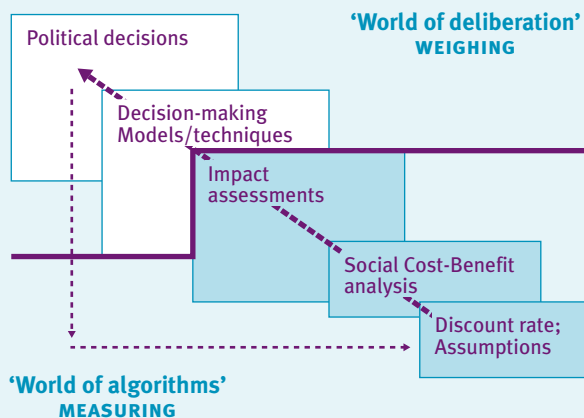 'World of deliberation'
WEIGHING
Political decisions
Decision-making
Models/techniques
Impact
assessments
Social Cost-Benefit
analysis
Discount rate;
Assumptions
'World of algorithms'
MEASURING